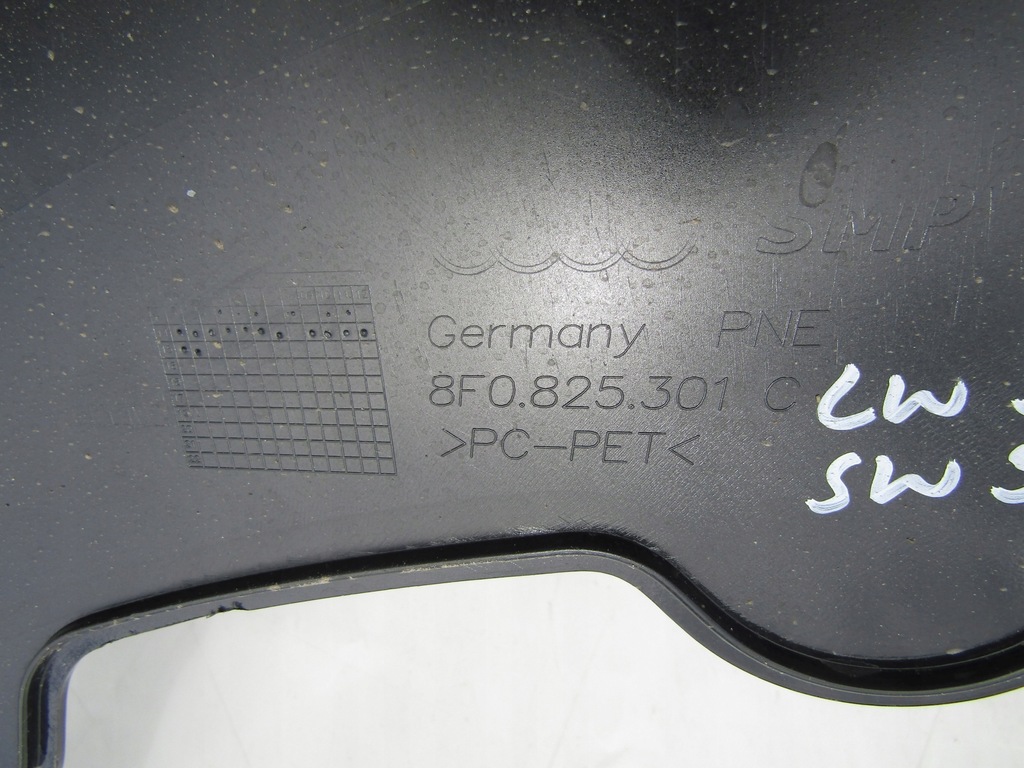 SMP
Germany PNE
8F0.825.301 C
>PC-PET<
LW
SW